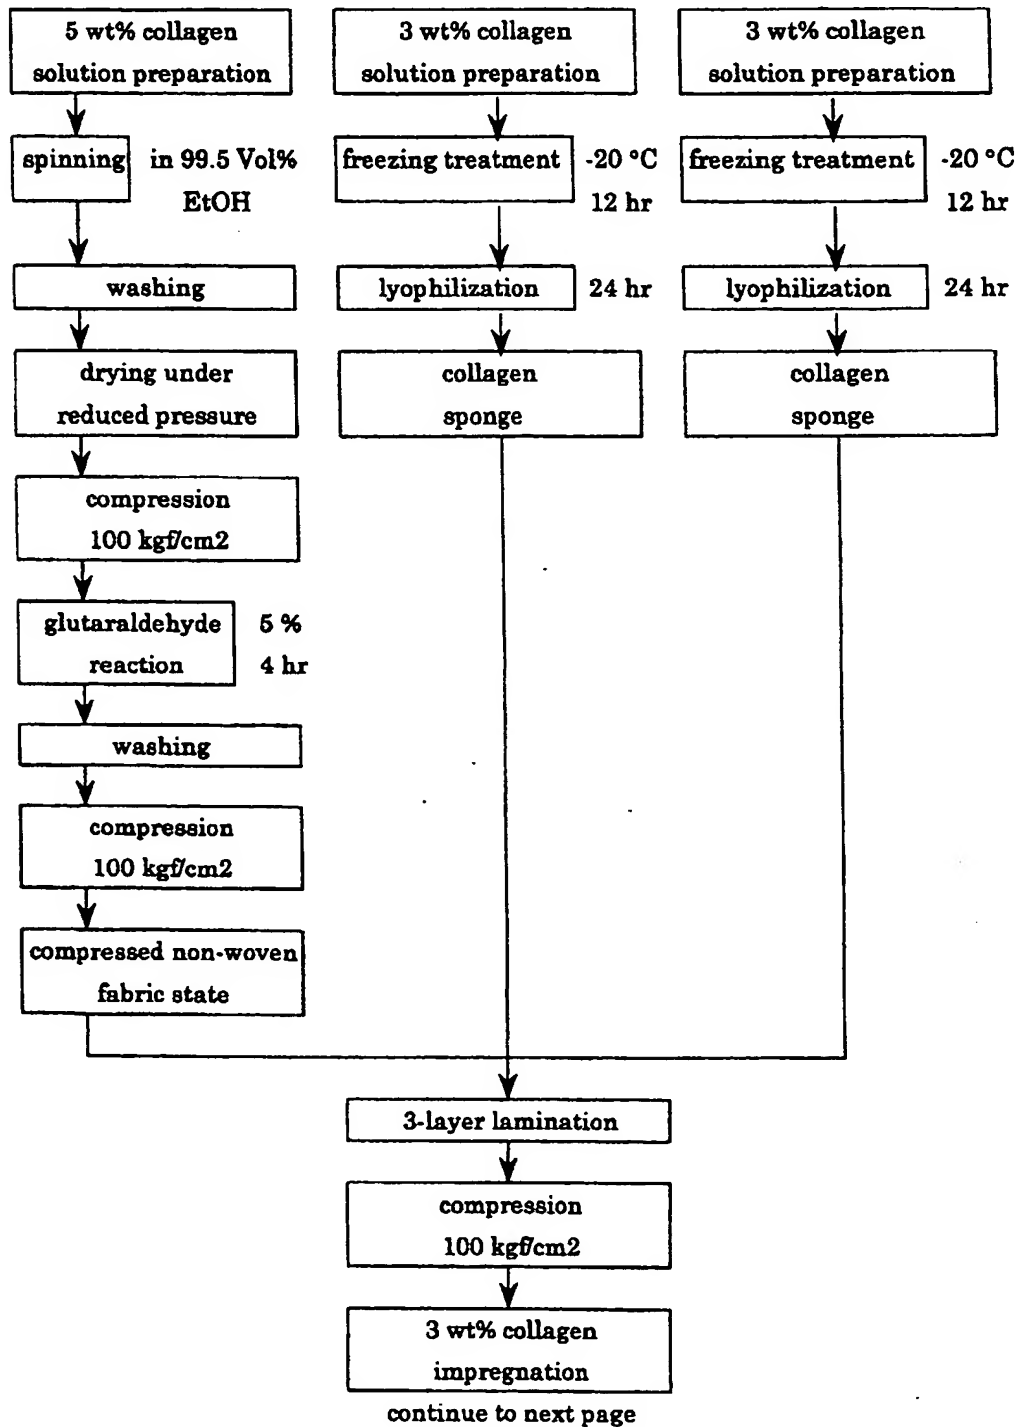 5 wt% collagen
solution preparation
spinning
in 99.5 Vol%
EtOH
washing
drying under
reduced pressure
compression
100 kgf/cm2
glutaraldehyde
reaction
5 %
4 hr
washing
compression
100 kgf/cm2
compressed non-woven
fabric state
3 wt% collagen
solution preparation
freezing treatment
-20 °C
12 hr
lyophilization
24 hr
collagen
sponge
3 wt% collagen
solution preparation
freezing treatment
-20 °C
12 hr
lyophilization
24 hr
collagen
sponge
3-layer lamination
compression
100 kgf/cm2
3 wt% collagen
impregnation
continue to next page